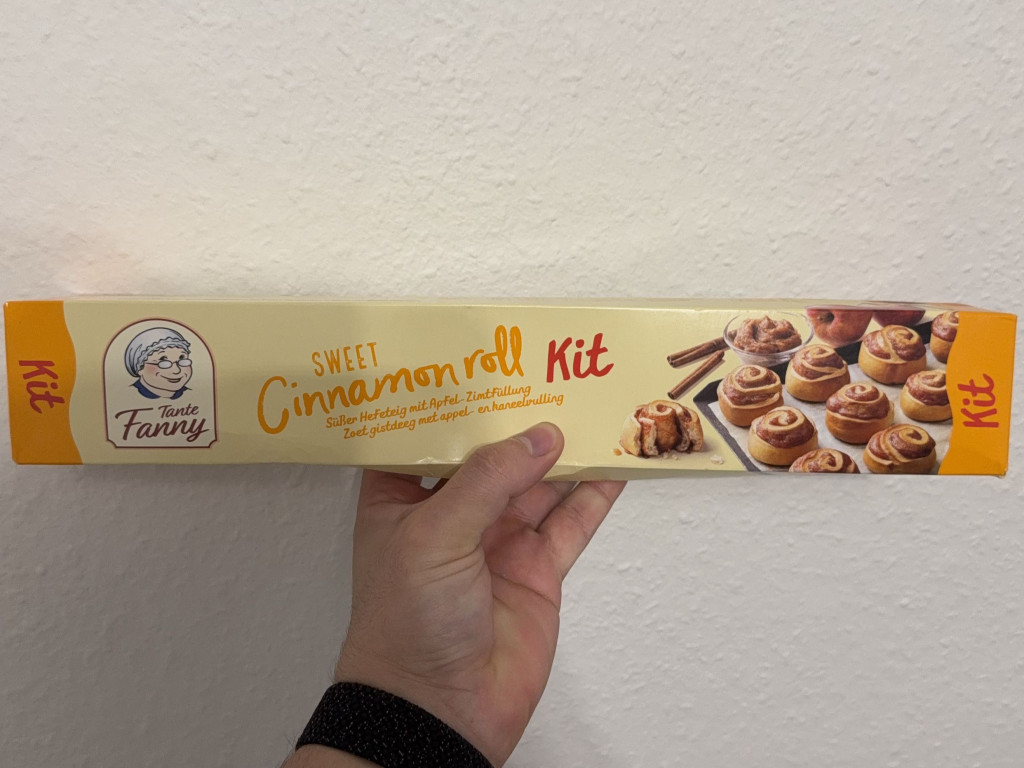 Kit
Tante
Fanny
SWEET
Cinnamon roll Kit
Süßer Hefeteig mit Apfel-Zimtfüllung
Zoet gistdeeg met appel- en kaneelvulling
Kit